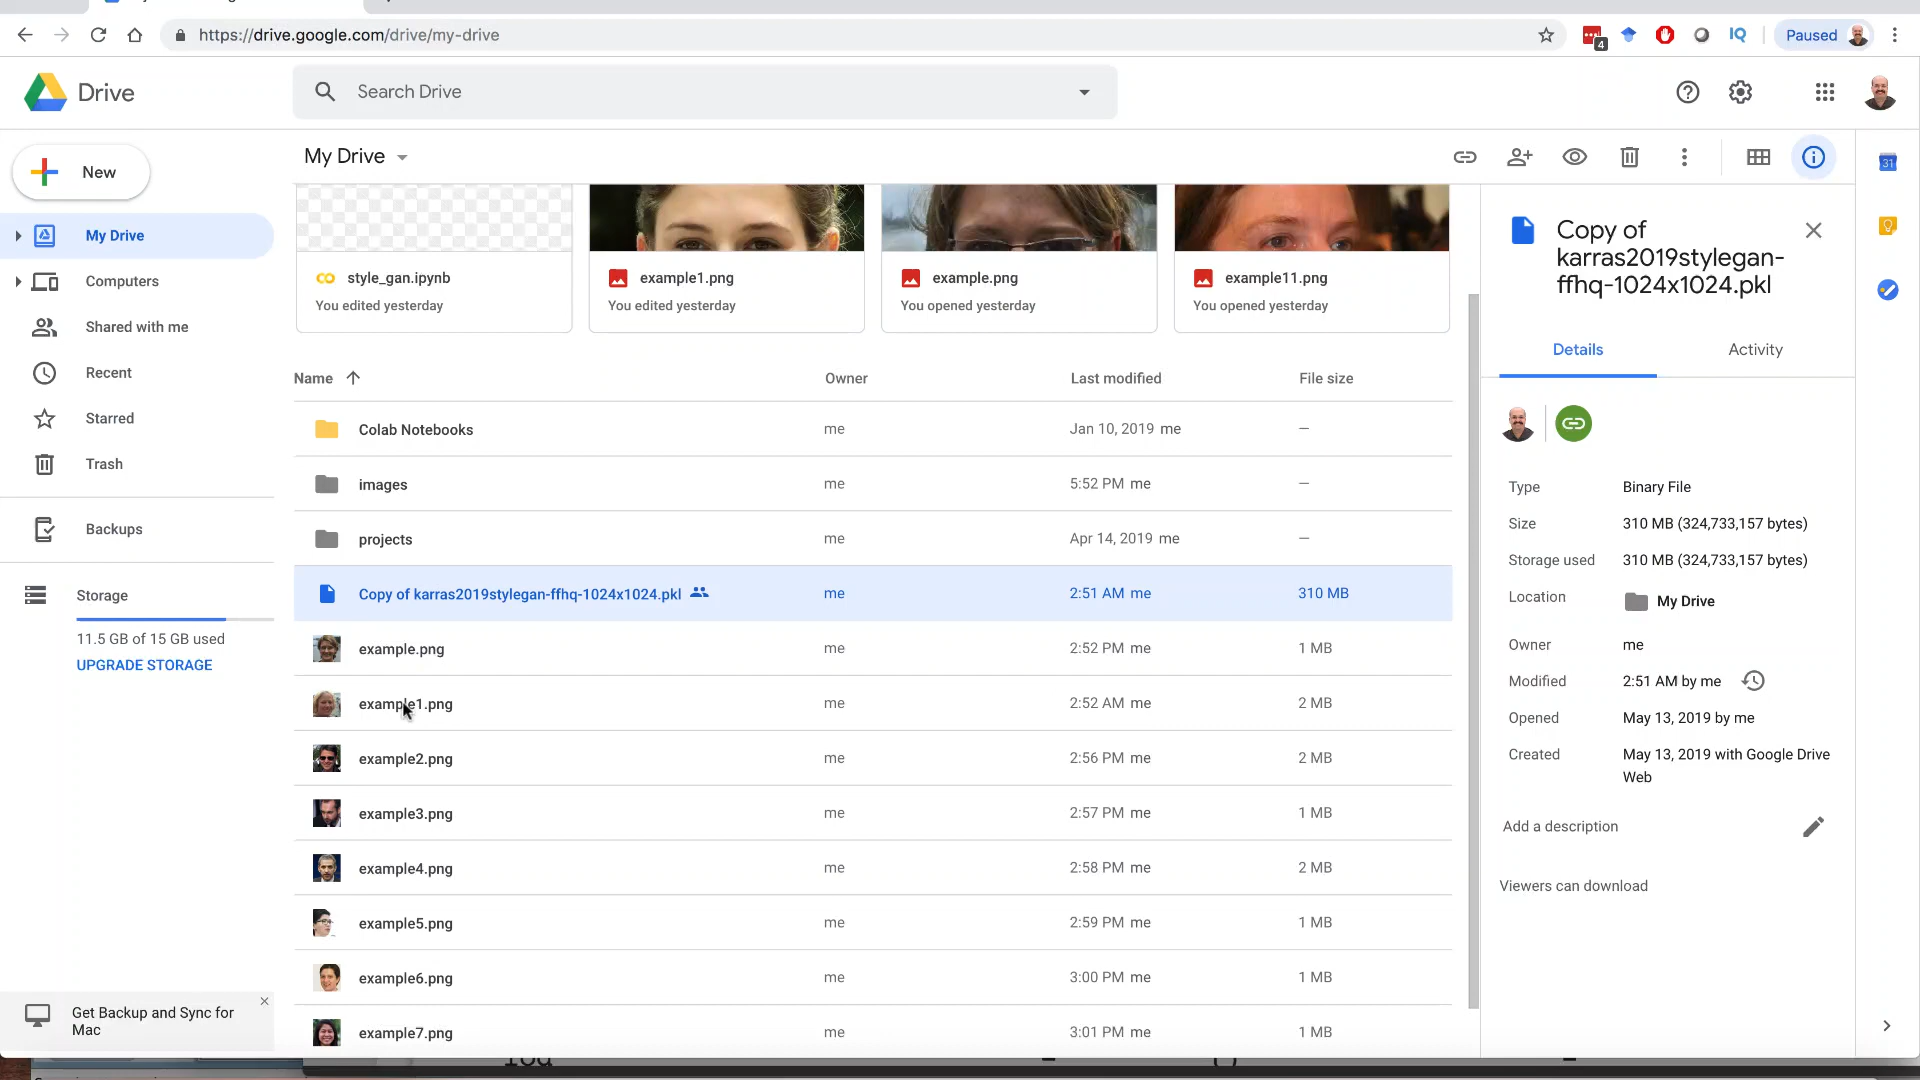 https://drive.google.com/drive/my-drive
4
IQ
Paused
Drive
Search Drive
New
My Drive
Computers
Shared with me
Recent
Starred
Trash
Backups
Storage
11.5 GB of 15 GB used
UPGRADE STORAGE
Get Backup and Sync for
Mac
My Drive
style_gan.ipynb
You edited yesterday
example1.png
You edited yesterday
example.png
You opened yesterday
example11.png
You opened yesterday
Name Owner Last modified File size
Colab Notebooks me Jan 10, 2019 me —
images me 5:52 PM me —
projects me Apr 14, 2019 me —
Copy of karras2019stylegan-ffhq-1024x1024.pkl me 2:51 AM me 310 MB
example.png me 2:52 PM me 1 MB
example1.png me 2:52 AM me 2 MB
example2.png me 2:56 PM me 2 MB
example3.png me 2:57 PM me 1 MB
example4.png me 2:58 PM me 2 MB
example5.png me 2:59 PM me 1 MB
example6.png me 3:00 PM me 1 MB
example7.png me 3:01 PM me 1 MB
Copy of
karras2019stylegan-
ffhq-1024x1024.pkl
Details Activity
Type Binary File
Size 310 MB (324,733,157 bytes)
Storage used 310 MB (324,733,157 bytes)
Location My Drive
Owner me
Modified 2:51 AM by me
Opened May 13, 2019 by me
Created May 13, 2019 with Google Drive
Web
Add a description
Viewers can download
31